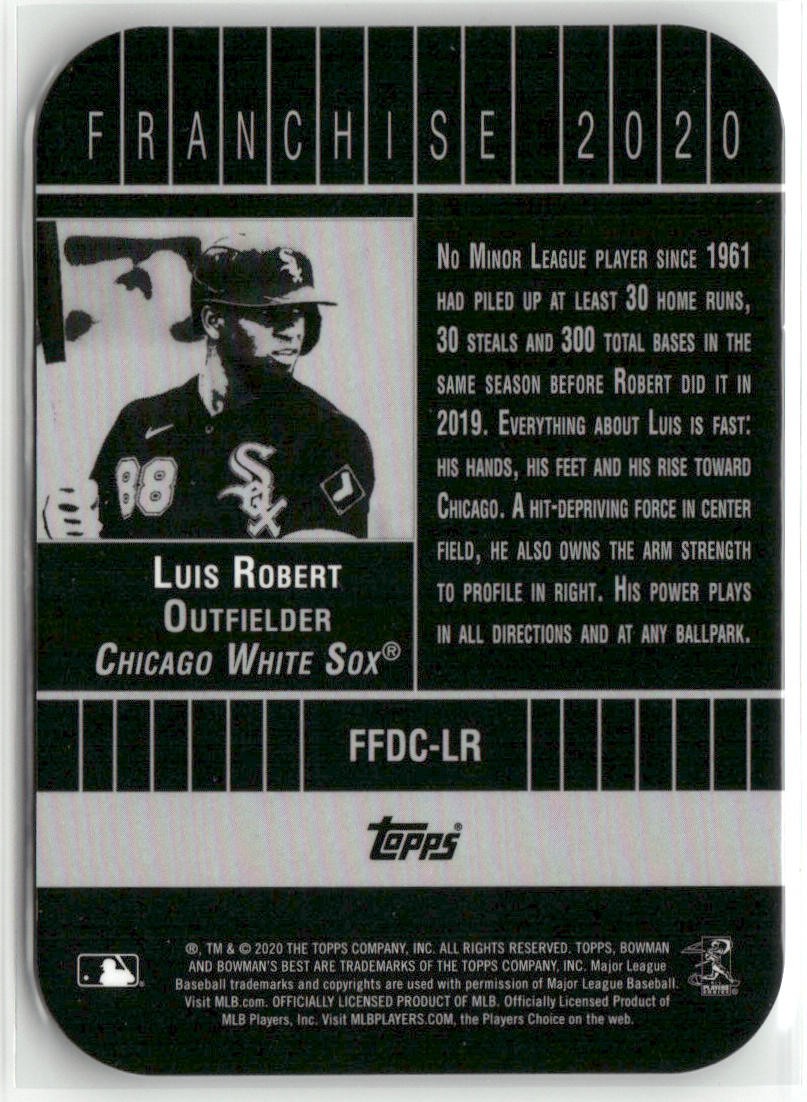 FRANCHISE 2020
No Minor League player since 1961
had piled up at least 30 home runs,
30 steals and 300 total bases in the
same season before Robert did it in
2019. Everything about Luis is fast:
his hands, his feet and his rise toward
Chicago. A hit-depriving force in center
field, he also owns the arm strength
to profile in right. His power plays
in all directions and at any ballpark.
Sox
88
Sox
Luis Robert
Outfielder
Chicago White Sox®
FFDC-LR
Topps®
®, TM & © 2020 THE TOPPS COMPANY, INC. ALL RIGHTS RESERVED. TOPPS, BOWMAN
AND BOWMAN'S BEST ARE TRADEMARKS OF THE TOPPS COMPANY, INC. Major League
Baseball trademarks and copyrights are used with permission of Major League Baseball.
Visit MLB.com. OFFICIALLY LICENSED PRODUCT OF MLB. Officially Licensed Product of
MLB Players, Inc. Visit MLBPLAYERS.COM, the Players Choice on the web.